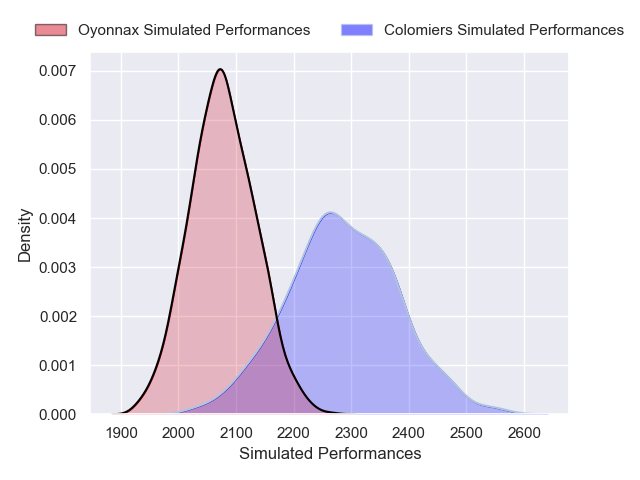 Oyonnax Simulated Performances Colomiers Simulated Performances
0.007
0.006
0.005
0.004
0.003
0.002
0.001
0.000
Density
1900 2000 2100 2200 2300 2400 2500 2600
Simulated Performances